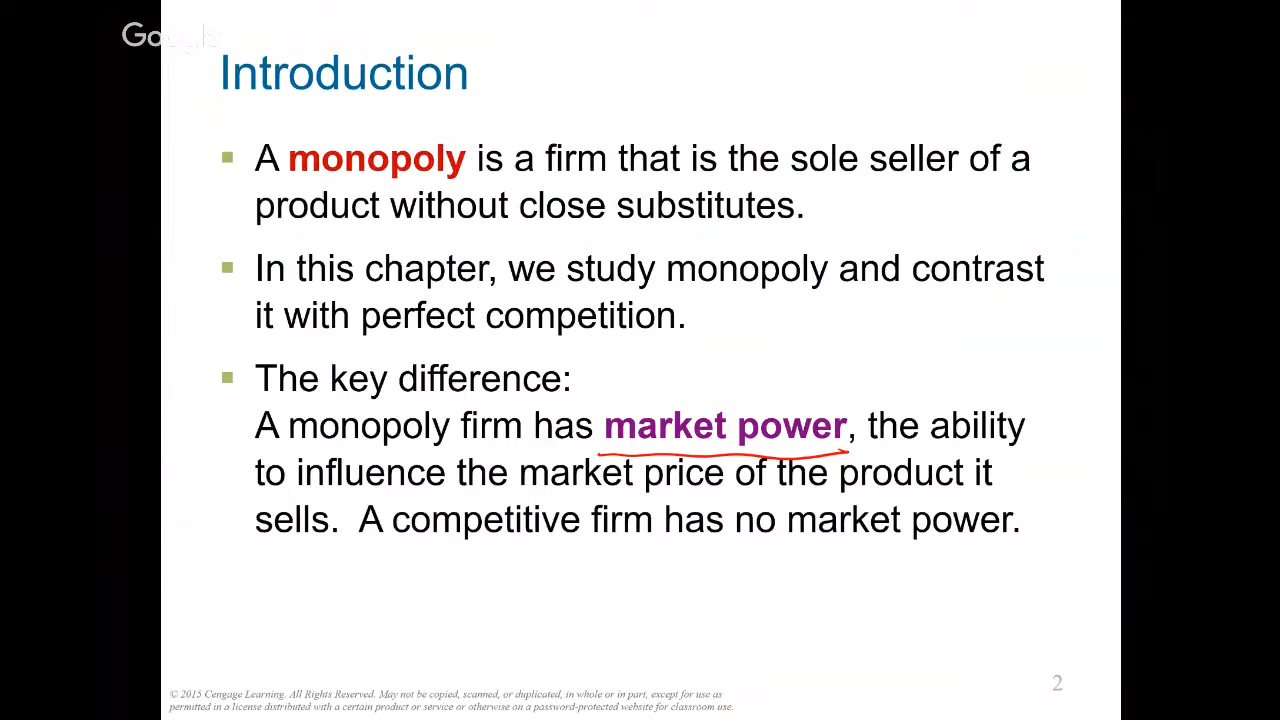 Google
Introduction
▪ A monopoly is a firm that is the sole seller of a
product without close substitutes.
▪ In this chapter, we study monopoly and contrast
it with perfect competition.
▪ The key difference:
A monopoly firm has market power, the ability
to influence the market price of the product it
sells.  A competitive firm has no market power.
© 2015 Cengage Learning. All Rights Reserved. May not be copied, scanned, or duplicated, in whole or in part, except for use as
permitted in a license distributed with a certain product or service or otherwise on a password-protected website for classroom use.
2